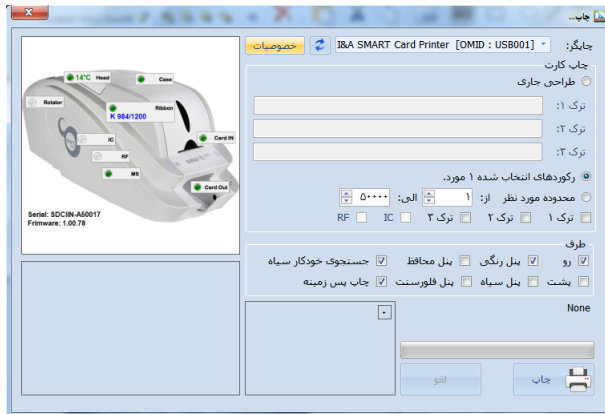 چاپ...
چاپگر:
I&A SMART Card Printer [OMID : USB001]
خصوصیات
چاپ کارت
طراحی جاری
ترک ۱:
ترک ۲:
ترک ۳:
رکوردهای انتخاب شده ۱ مورد.
محدوده مورد نظر از: ۱ الی: ۵۰۰۰۰
ترک ۱ ترک ۲ ترک ۳ IC RF
طرف
رو پنل رنگی پنل محافظ جستجوی خودکار سیاه
پشت پنل سیاه پنل فلورسنت چاپ پس زمینه
None
چاپ
لغو
14°C Head
Case
Rotator
Ribbon
K 984/1200
IC
Card IN
RF
MS
Card Out
SMART
Serial: SDCIIN-A50017
Frimware: 1.00.78